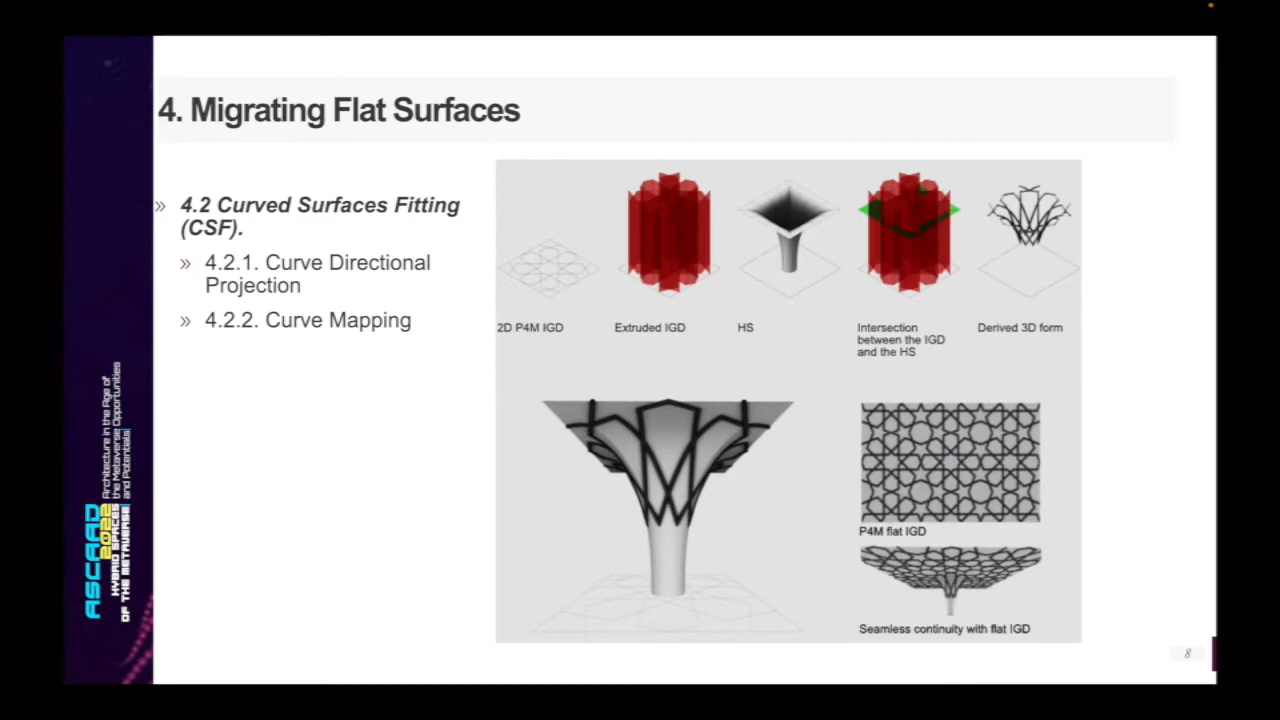 4. Migrating Flat Surfaces
» 4.2 Curved Surfaces Fitting
(CSF).
» 4.2.1. Curve Directional
Projection
» 4.2.2. Curve Mapping
2D P4M IGD
Extruded IGD
HS
Intersection
between the IGD
and the HS
Derived 3D form
P4M flat IGD
Seamless continuity with flat IGD
ASCAAD
2022
HYBRID SPACES
OF THE METAVERSE
Architecture in the Age of
the Metaverse Opportunities
and Potentials
8